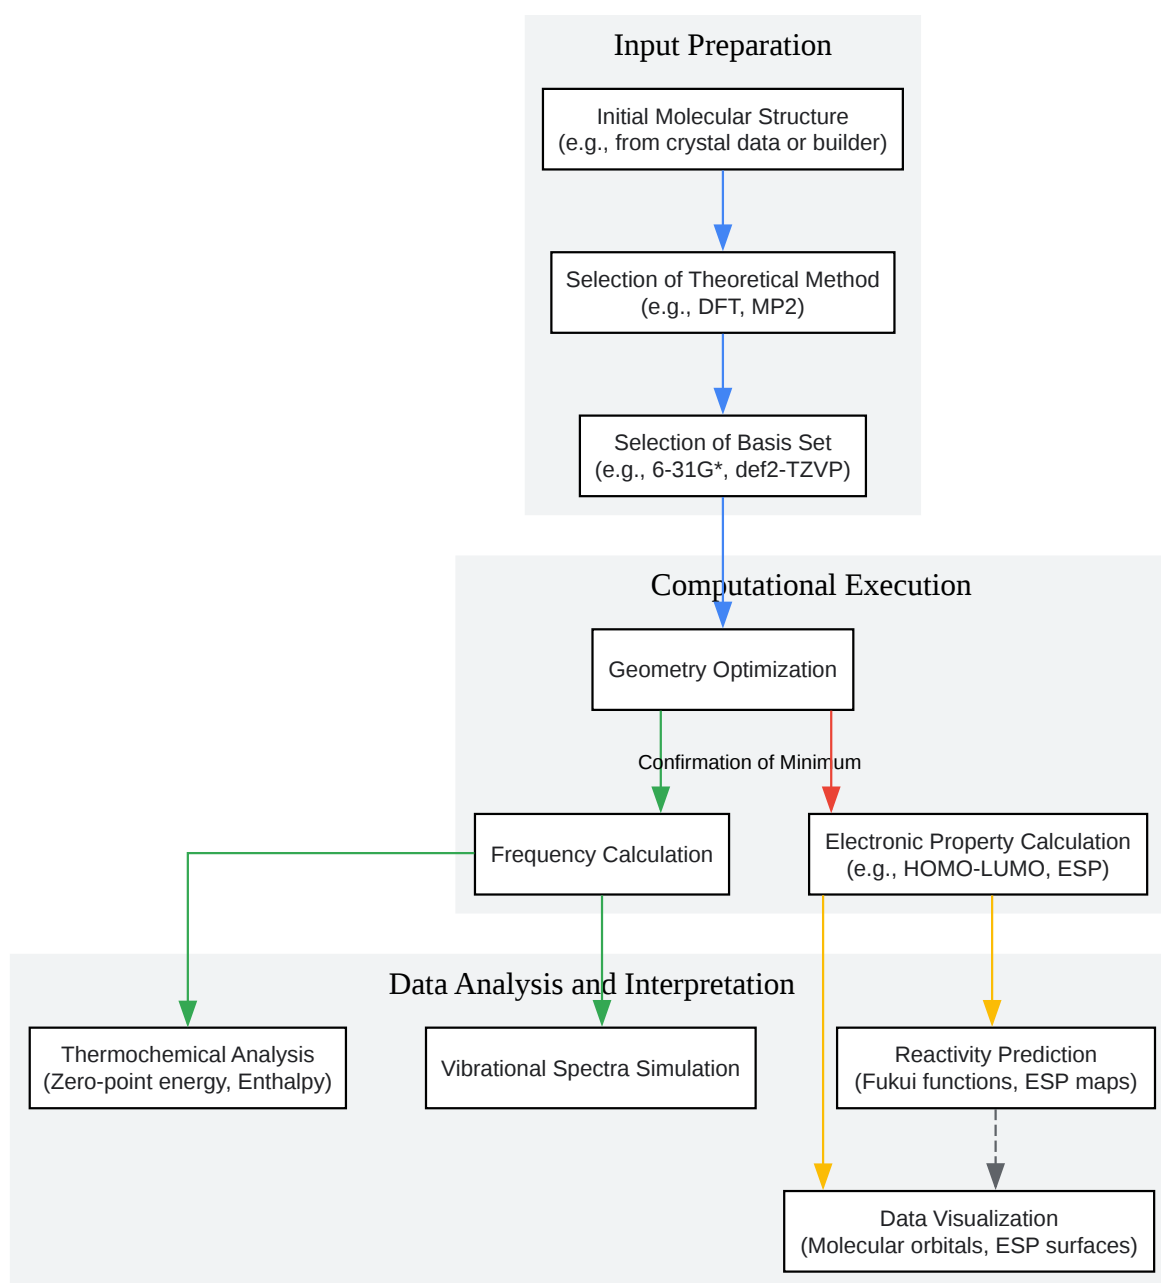 Input Preparation
Initial Molecular Structure
(e.g., from crystal data or builder)
Selection of Theoretical Method
(e.g., DFT, MP2)
Selection of Basis Set
(e.g., 6-31G*, def2-TZVP)
Computational Execution
Geometry Optimization
Confirmation of Minimum
Frequency Calculation
Electronic Property Calculation
(e.g., HOMO-LUMO, ESP)
Data Analysis and Interpretation
Thermochemical Analysis
(Zero-point energy, Enthalpy)
Vibrational Spectra Simulation
Reactivity Prediction
(Fukui functions, ESP maps)
Data Visualization
(Molecular orbitals, ESP surfaces)